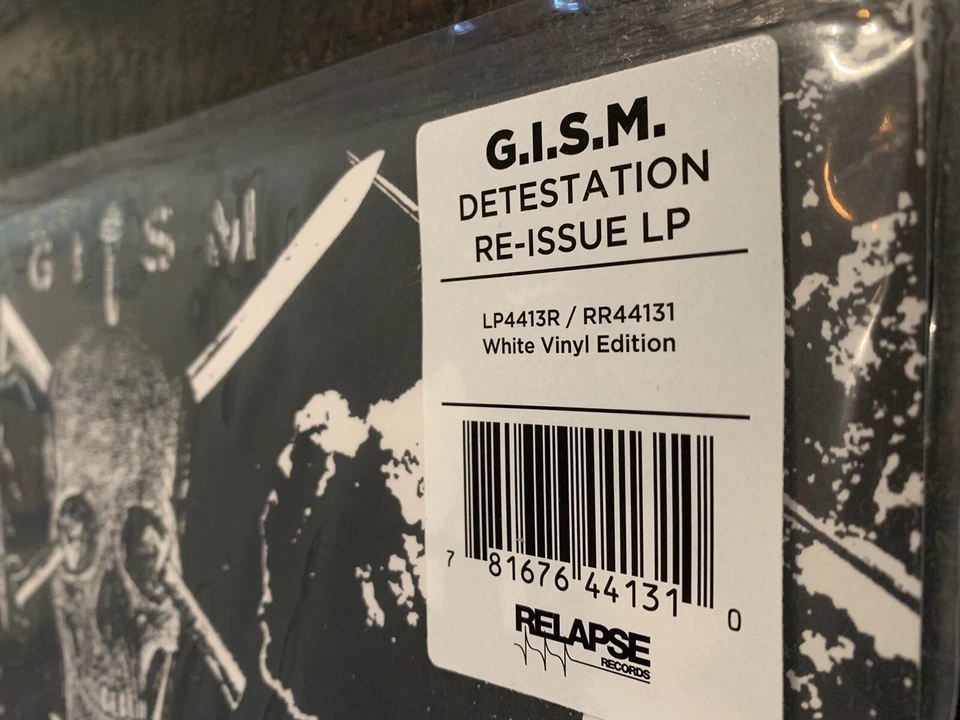 G.I.S.M
G.I.S.M.
DETESTATION
RE-ISSUE LP
LP4413R / RR44131
White Vinyl Edition
7 81676 44131 0
RELAPSE
RECORDS